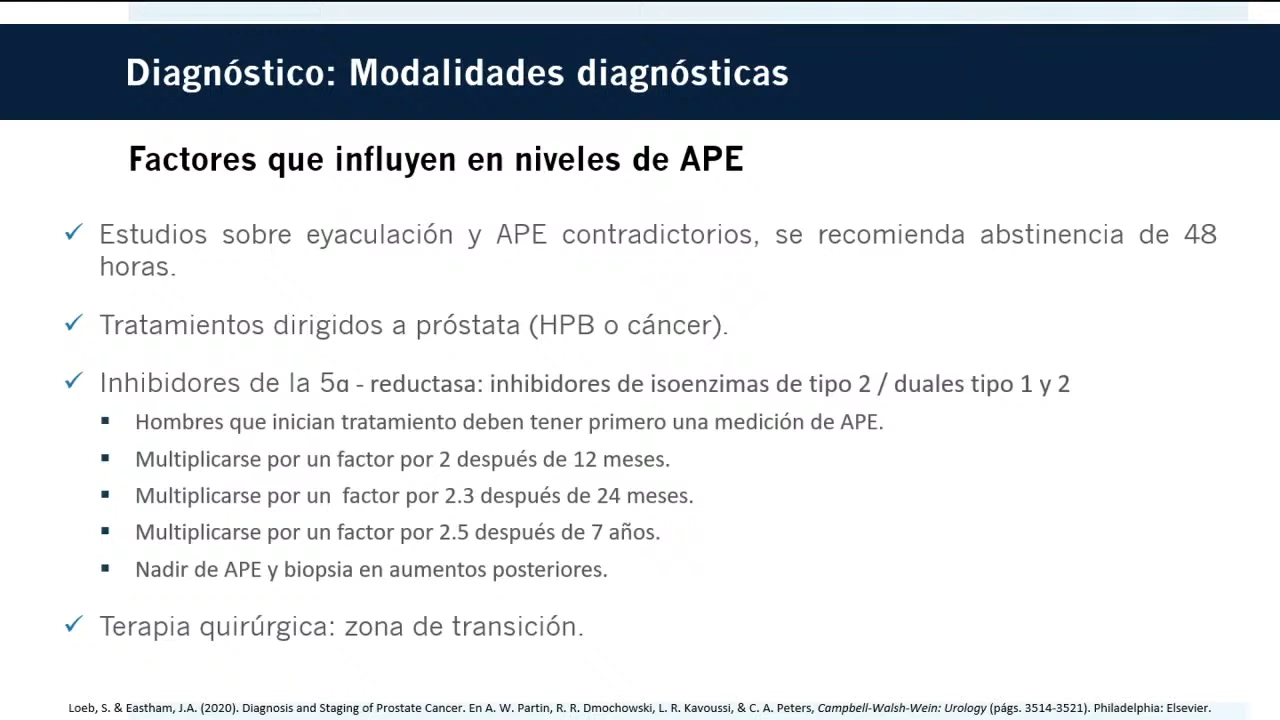 Diagnóstico: Modalidades diagnósticas
Factores que influyen en niveles de APE
✓ Estudios sobre eyaculación y APE contradictorios, se recomienda abstinencia de 48
horas.
✓ Tratamientos dirigidos a próstata (HPB o cáncer).
✓ Inhibidores de la 5α - reductasa: inhibidores de isoenzimas de tipo 2 / duales tipo 1 y 2
▪ Hombres que inician tratamiento deben tener primero una medición de APE.
▪ Multiplicarse por un factor por 2 después de 12 meses.
▪ Multiplicarse por un factor por 2.3 después de 24 meses.
▪ Multiplicarse por un factor por 2.5 después de 7 años.
▪ Nadir de APE y biopsia en aumentos posteriores.
✓ Terapia quirúrgica: zona de transición.
Loeb, S. & Eastham, J.A. (2020). Diagnosis and Staging of Prostate Cancer. En A. W. Partin, R. R. Dmochowski, L. R. Kavoussi, & C. A. Peters, Campbell-Walsh-Wein: Urology (págs. 3514-3521). Philadelphia: Elsevier.